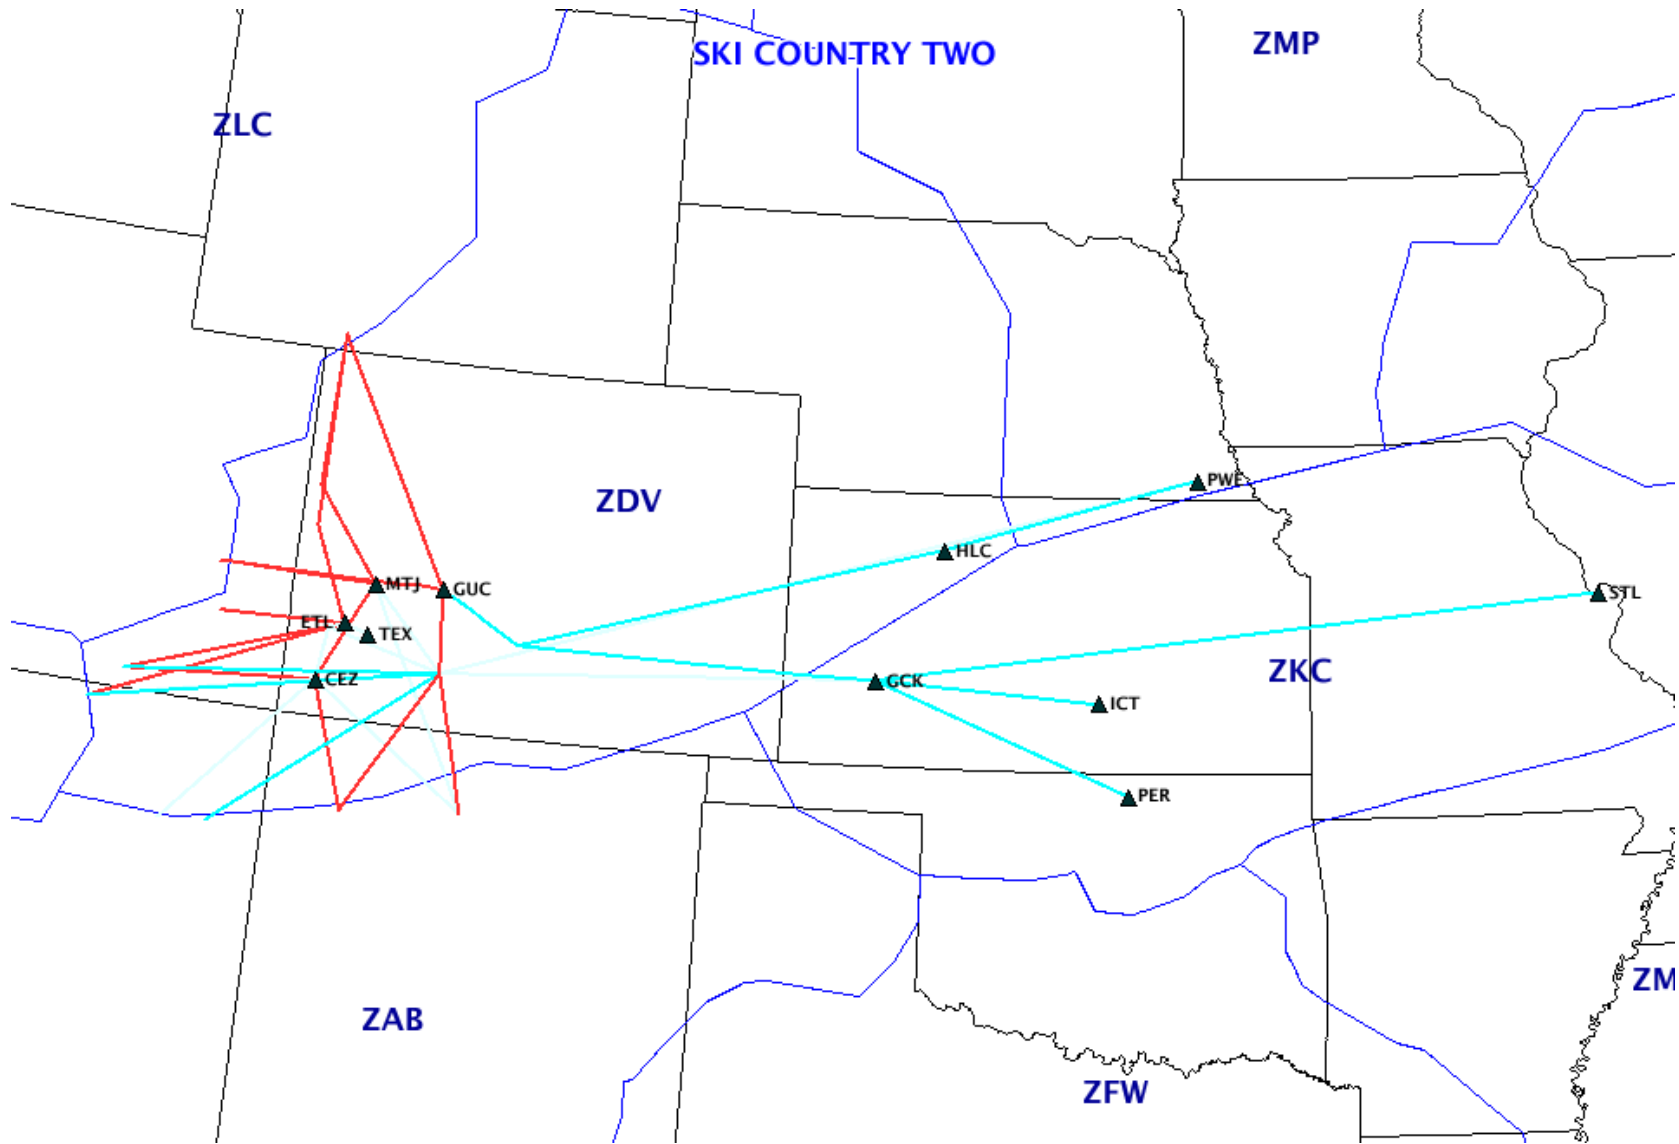 SKI COUNTRY TWO
ZMP
ZLC
PWE
ZDV
HLC
MTJ
GUC
STL
ETL
TEX
ZKC
CEZ
GCK
ICT
PER
ZM
ZAB
ZFW